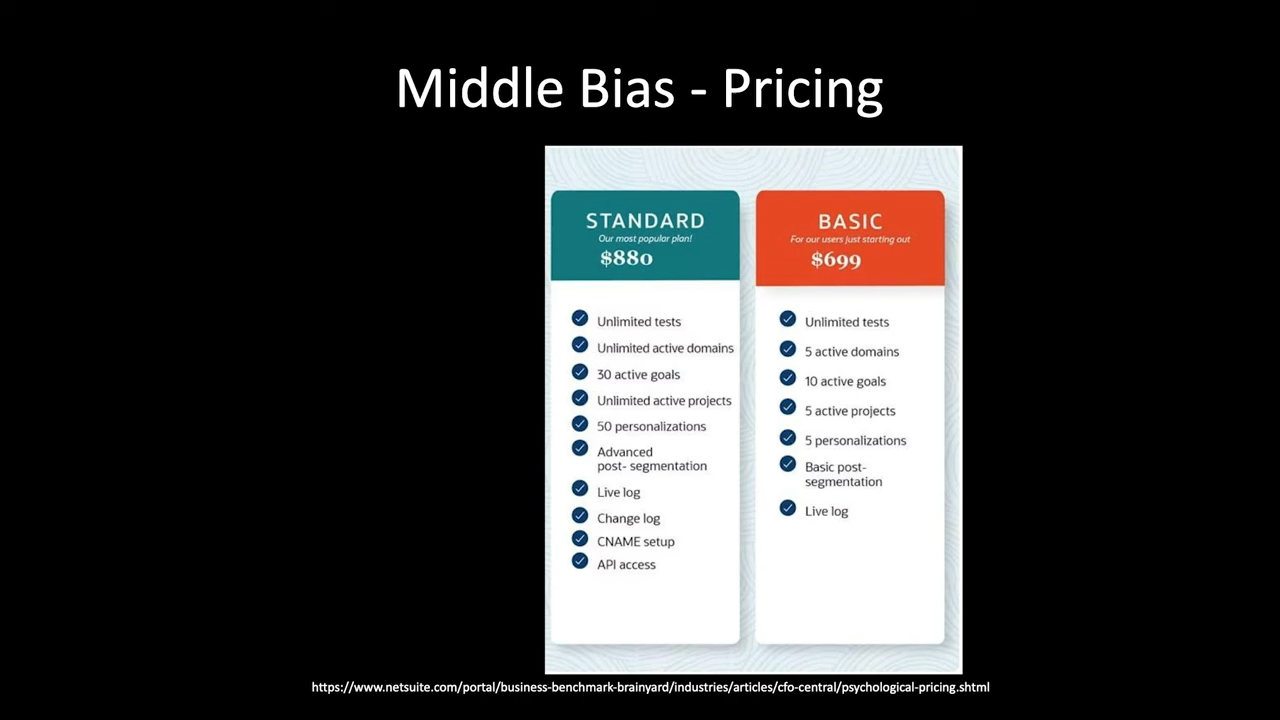 Middle Bias - Pricing
STANDARD
Our most popular plan!
$880
Unlimited tests
Unlimited active domains
30 active goals
Unlimited active projects
50 personalizations
Advanced
post- segmentation
Live log
Change log
CNAME setup
API access
BASIC
For our users just starting out
$699
Unlimited tests
5 active domains
10 active goals
5 active projects
5 personalizations
Basic post-
segmentation
Live log
https://www.netsuite.com/portal/business-benchmark-brainyard/industries/articles/cfo-central/psychological-pricing.shtml